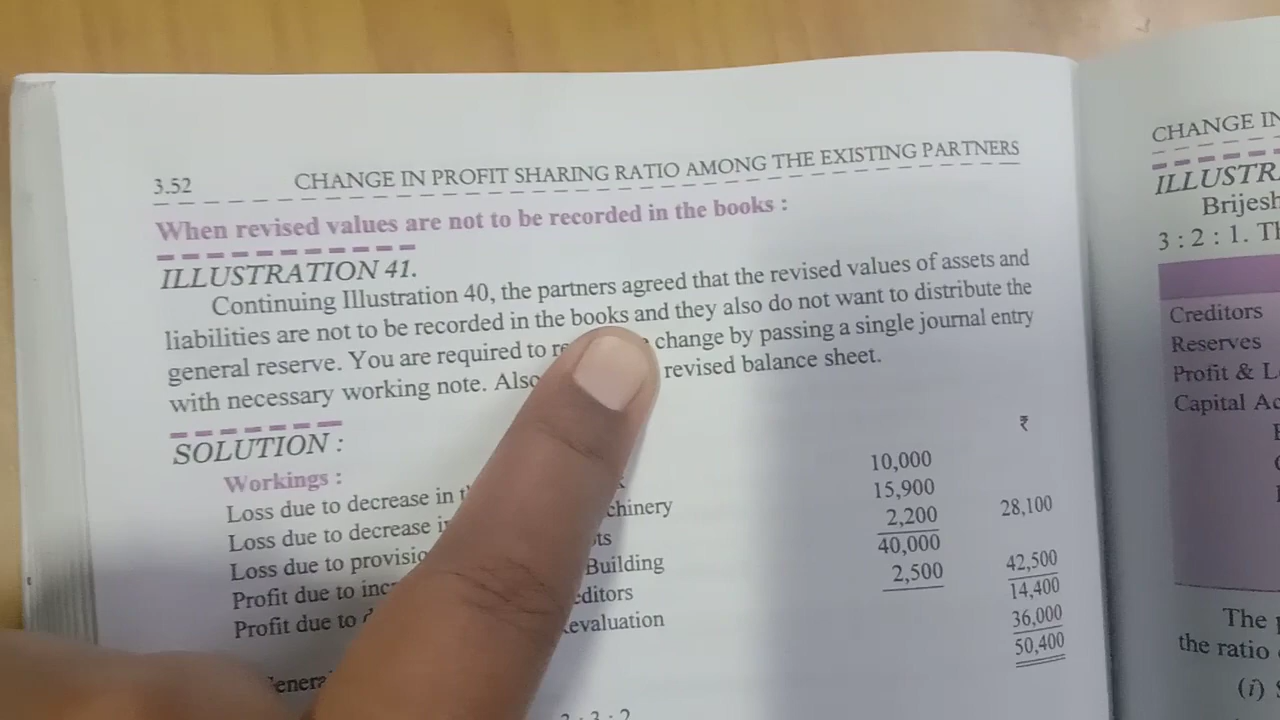 3.52 CHANGE IN PROFIT SHARING RATIO AMONG THE EXISTING PARTNERS
When revised values are not to be recorded in the books :
ILLUSTRATION 41.
Continuing Illustration 40, the partners agreed that the revised values of assets and
liabilities are not to be recorded in the books and they also do not want to distribute the
general reserve. You are required to change by passing a single journal entry
with necessary working note. Also revised balance sheet.
SOLUTION :
₹
Workings :
Loss due to decrease in 10,000
Loss due to decrease 15,900
Loss due to 2,200 28,100
Profit due to Building 40,000
Profit due to 2,500 42,500
14,400
36,000
50,400
CHANGE IN
ILLUSTR
Brijesh
3 : 2 : 1.
Creditors
Reserves
Profit & L
Capital Ac
The
the ratio
(i)